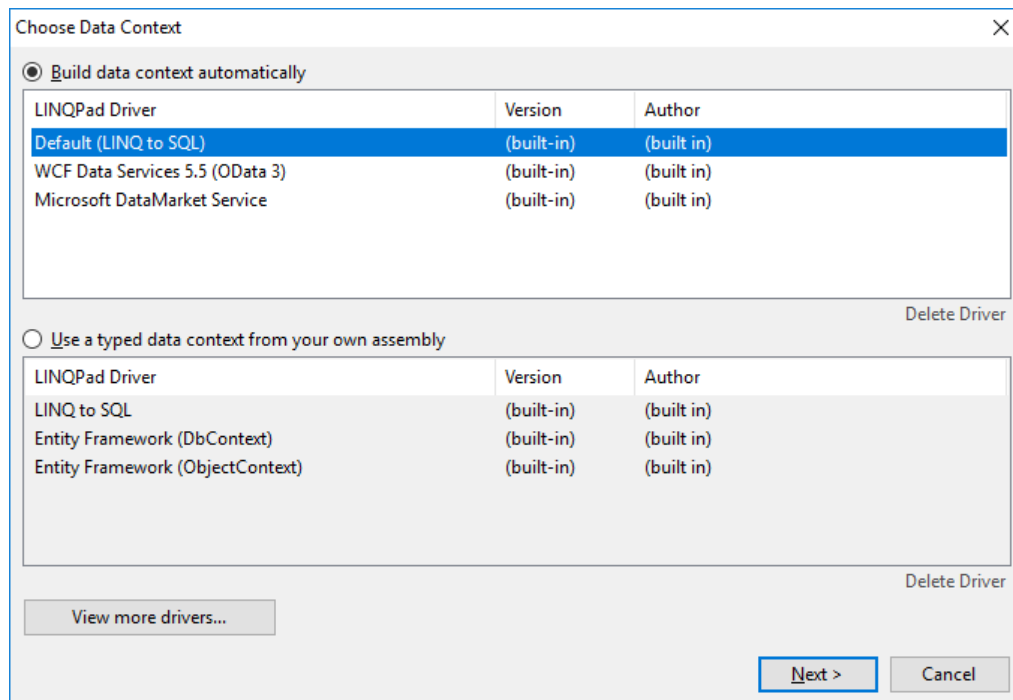 Choose Data Context
Build data context automatically
LINQPad Driver Version Author
Default (LINQ to SQL) (built-in) (built in)
WCF Data Services 5.5 (OData 3) (built-in) (built in)
Microsoft DataMarket Service (built-in) (built in)
Delete Driver
Use a typed data context from your own assembly
LINQPad Driver Version Author
LINQ to SQL (built-in) (built in)
Entity Framework (DbContext) (built-in) (built in)
Entity Framework (ObjectContext) (built-in) (built in)
Delete Driver
View more drivers...
Next > Cancel